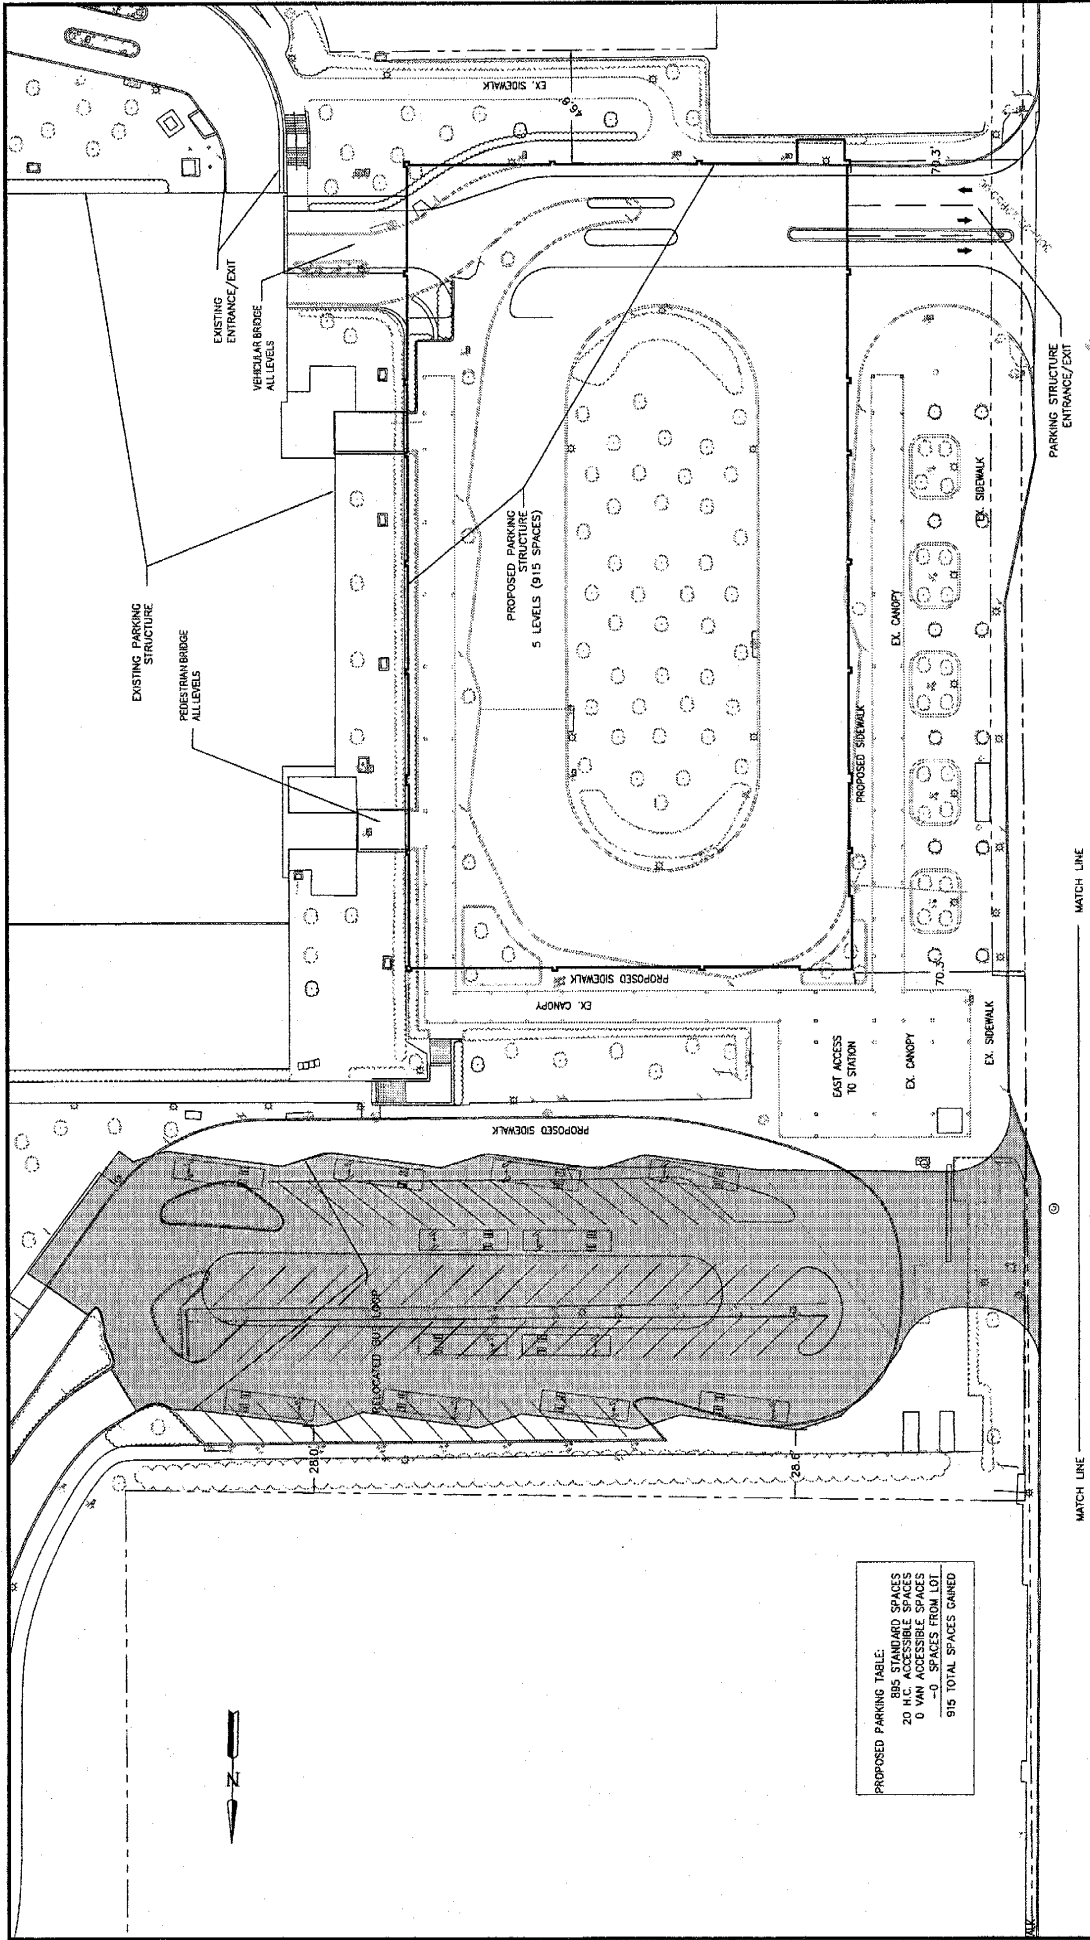 EX. SIDEWALK
46.8'
70.3'
EXISTING
ENTRANCE/EXIT
VEHICULAR BRIDGE
ALL LEVELS
PARKING STRUCTURE
ENTRANCE/EXIT
EXISTING PARKING
STRUCTURE
PROPOSED PARKING
STRUCTURE
5 LEVELS (915 SPACES)
EX. SIDEWALK
EX. CANOPY
PEDESTRIAN BRIDGE
ALL LEVELS
PROPOSED SIDEWALK
70.3'
PROPOSED SIDEWALK
EX. CANOPY
EAST ACCESS
TO STATION
EX. CANOPY
EX. SIDEWALK
MATCH LINE
PROPOSED SIDEWALK
RELOCATED BUS LOOP
28.0'
28.6'
MATCH LINE
PROPOSED PARKING TABLE:
895 STANDARD SPACES
20 H.C. ACCESSIBLE SPACES
0 VAN ACCESSIBLE SPACES
-0 SPACES FROM LOT
915 TOTAL SPACES GAINED
N